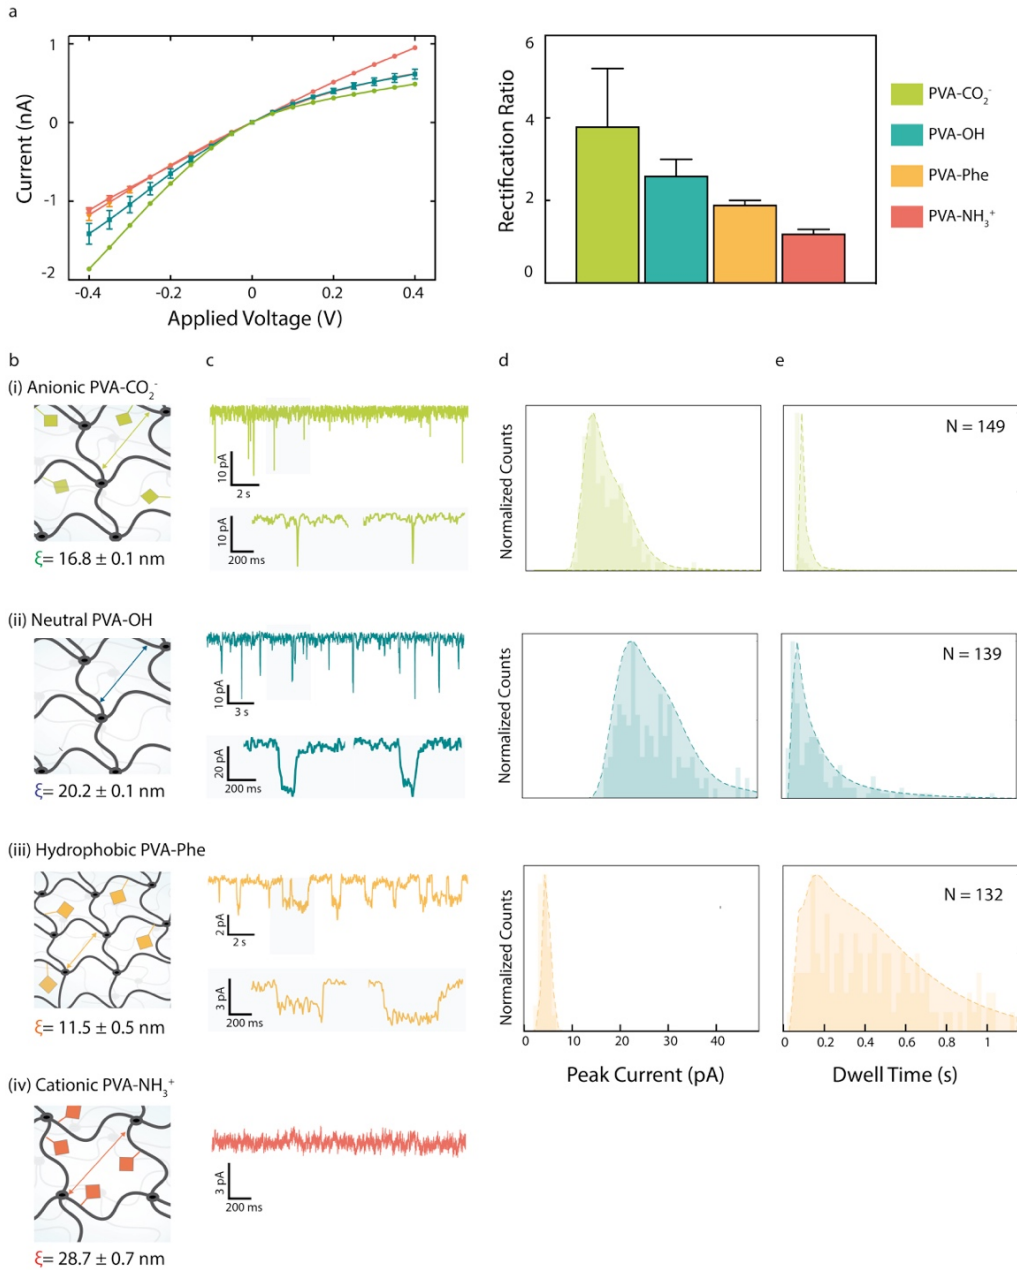 a
Current (nA)
1
0
-1
-2
-0.4
-0.2
0
0.2
0.4
Applied Voltage (V)
Rectification Ratio
6
4
2
0
PVA-CO₂⁻
PVA-OH
PVA-Phe
PVA-NH₃⁺
b
c
d
e
(i) Anionic PVA-CO₂⁻
ξ= 16.8 ± 0.1 nm
10 pA
2 s
10 pA
200 ms
Normalized Counts
N = 149
(ii) Neutral PVA-OH
ξ= 20.2 ± 0.1 nm
10 pA
3 s
20 pA
200 ms
Normalized Counts
N = 139
(iii) Hydrophobic PVA-Phe
ξ= 11.5 ± 0.5 nm
2 pA
2 s
3 pA
200 ms
Normalized Counts
N = 132
0
10
20
30
40
Peak Current (pA)
0
0.2
0.4
0.6
0.8
1
Dwell Time (s)
(iv) Cationic PVA-NH₃⁺
ξ= 28.7 ± 0.7 nm
3 pA
200 ms